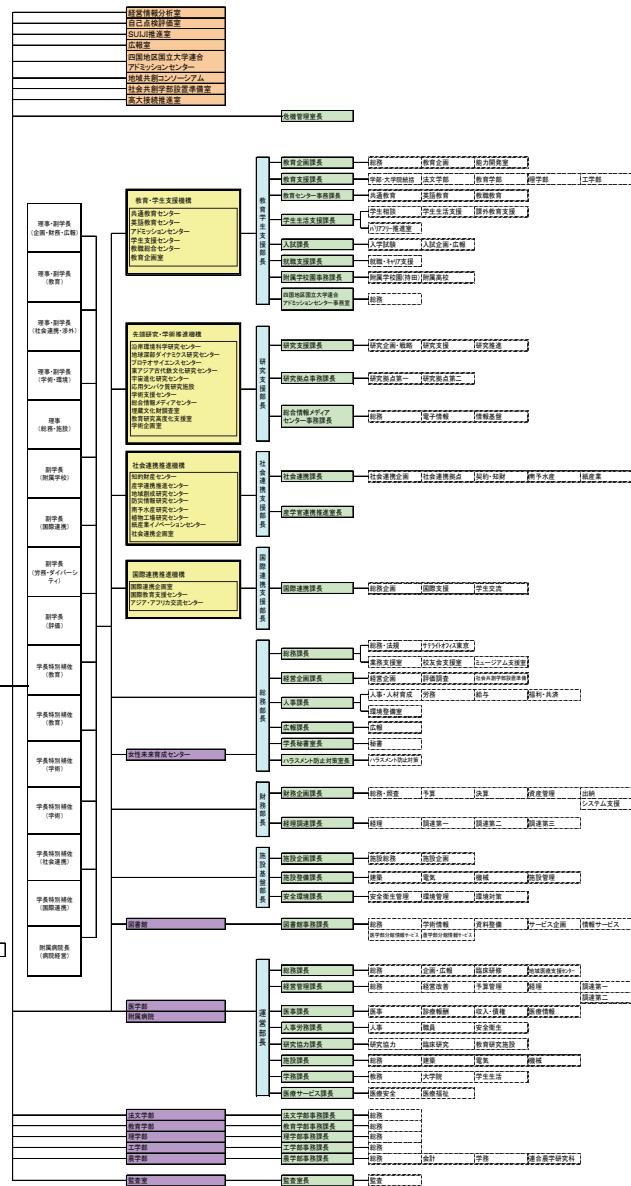 経営情報分析室
自己点検評価室
SUIJI推進室
広報室
四国地区国立大学連合
アドミッションセンター
地域共創コンソーシアム
社会共創学部設置準備室
高大接続推進室
危機管理室長
理事・副学長
(企画・財務・広報)
理事・副学長
(教育)
理事・副学長
(社会連携・渉外)
理事・副学長
(学術・環境)
理事
(総務・施設)
副学長
(附属学校)
副学長
(国際連携)
副学長
(労務・ダイバーシ
ティ)
副学長
(評価)
学長特別補佐
(教育)
学長特別補佐
(教育)
学長特別補佐
(学術)
学長特別補佐
(学術)
学長特別補佐
(社会連携)
学長特別補佐
(国際連携)
附属病院長
(病院経営)
教育・学生支援機構
共通教育センター
英語教育センター
アドミッションセンター
学生支援センター
教職総合センター
教育企画室
教育学生支援部長
教育企画課長 総務 教育企画 能力開発室
教育支援課長 学部・大学院総括 法文学部 教育学部 理学部 工学部
教育センター事務課長 共通教育 英語教育 教職教育
学生生活支援課長 学生相談 学生生活支援 課外教育支援
バリアフリー推進室
入試課長 入学試験 入試企画・広報
就職支援課長 就職・キャリア支援
附属学校園事務課長 附属学校園(持田) 附属高校
四国地区国立大学連合
アドミッションセンター事務室 総務
先端研究・学術推進機構
沿岸環境科学研究センター
地球深部ダイナミクス研究センター
プロテオサイエンスセンター
東アジア古代鉄文化研究センター
宇宙進化研究センター
応用タンパク質研究施設
学術支援センター
総合情報メディアセンター
埋蔵文化財調査室
教育研究高度化支援室
学術企画室
研究支援部長
研究支援課長 研究企画・戦略 研究支援 研究推進
研究拠点事務課長 研究拠点第一 研究拠点第二
総合情報メディア
センター事務課長 総務 電子情報 情報基盤
社会連携推進機構
知的財産センター
産学連携推進センター
地域創成研究センター
防災情報研究センター
南予水産研究センター
植物工場研究センター
紙産業イノベーションセンター
社会連携企画室
社会連携支援部長
社会連携課長 社会連携企画 社会連携拠点 契約・知財 南予水産 紙産業
産学官連携推進室長
国際連携推進機構
国際連携企画室
国際教育支援センター
アジア・アフリカ交流センター
国際連携支援部長
国際連携課長 総務企画 国際支援 学生交流
女性未来育成センター
総務部長
総務課長 総務・法規 サテライトオフィス東京
業務支援室 校友会支援室 ミュージアム支援室
経営企画課長 経営企画 評価調査 社会共創学部設置準備
人事課長 人事・人材育成 労務 給与 福利・共済
環境整備室
広報課長 広報
学長秘書室長 秘書
ハラスメント防止対策室長 ハラスメント防止対策
財務部長
財務企画課長 総務・監査 予算 決算 資産管理 出納
システム支援
経理調達課長 経理 調達第一 調達第二 調達第三
施設基盤部長
施設企画課長 施設総務 施設企画
施設整備課長 建築 電気 機械 施設管理
安全環境課長 安全衛生管理 環境管理 環境対策
図書館 図書館事務課長 総務 学術情報 資料整備 サービス企画 情報サービス
医学部分館情報サービス 農学部分館情報サービス
医学部
附属病院
運営部長
総務課長 総務 企画・広報 臨床研修 地域医療支援センター
経営管理課長 総務 経営改善 予算管理 経理 調達第一
調達第二
医事課長 医事 診療報酬 収入・債権 医療情報
人事労務課長 人事 職員 安全衛生
研究協力課長 研究協力 臨床研究 教育研究施設
施設課長 総務 建築 電気 機械
学務課長 教務 大学院 学生生活
医療サービス課長 医療安全 医療福祉
法文学部 法文学部事務課長 総務
教育学部 教育学部事務課長 総務
理学部 理学部事務課長 総務
工学部 工学部事務課長 総務
農学部 農学部事務課長 総務 会計 学務 連合農学研究科
監査室 監査室長 監査